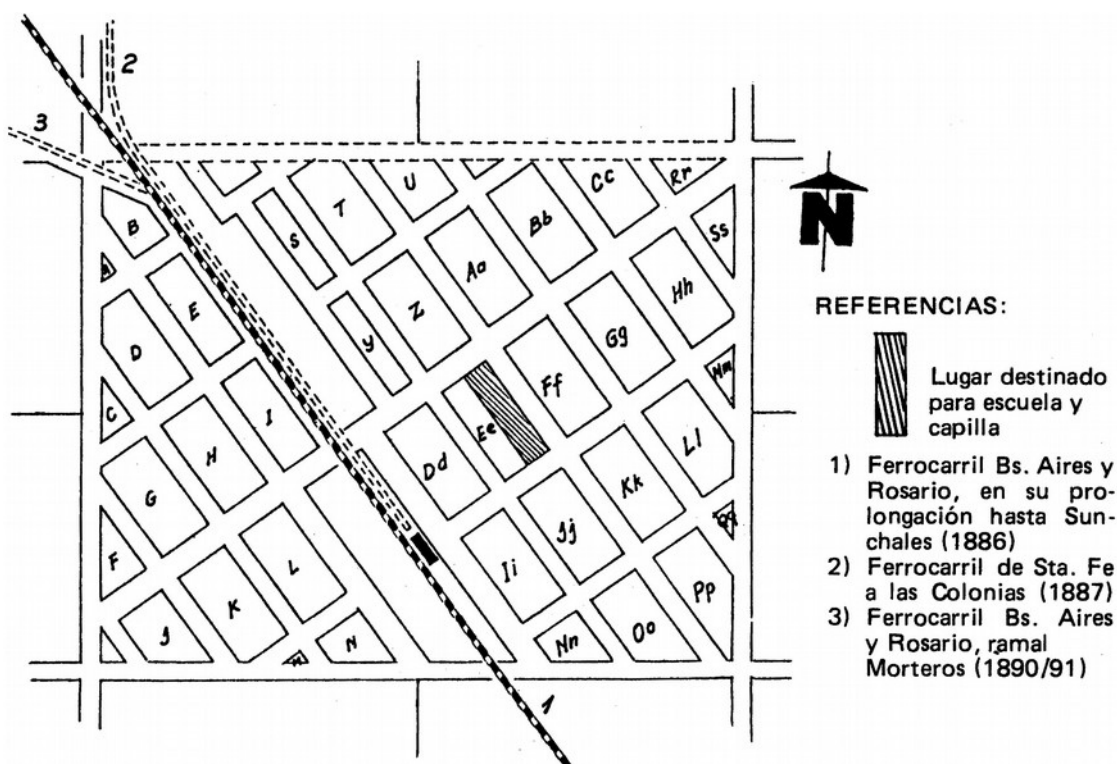 2
3
1
B
a
D
E
C
G
H
I
F
J
K
L
M
N
S
T
U
Y
Z
Aa
Bb
Cc
Rr
Ss
Hh
Gg
Ff
Ee
Dd
Mm
Ll
Kk
Jj
Ii
Pp
Oo
Nn
N
REFERENCIAS:
Lugar destinado
para escuela y
capilla
1) Ferrocarril Bs. Aires y
Rosario, en su pro-
longación hasta Sun-
chales (1886)
2) Ferrocarril de Sta. Fe
a las Colonias (1887)
3) Ferrocarril Bs. Aires
y Rosario, ramal
Morteros (1890/91)